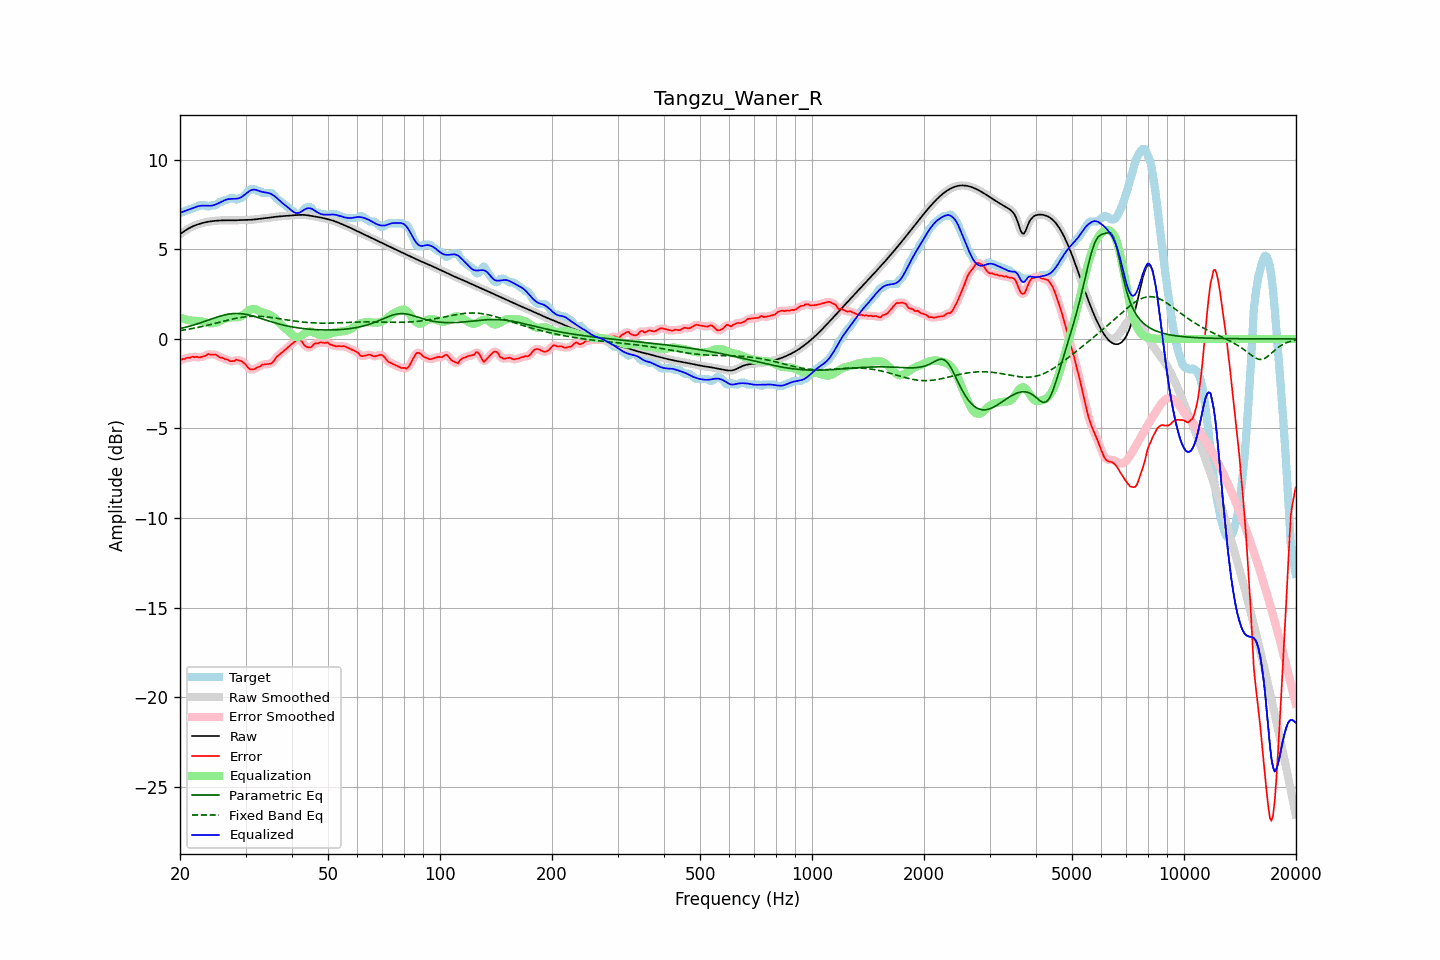 Tangzu_Waner_R
10
5
0
−5
−10
−15
−20
−25
Amplitude (dBr)
Target
Raw Smoothed
Error Smoothed
Raw
Error
Equalization
Parametric Eq
Fixed Band Eq
Equalized
20 50 100 200 500 1000 2000 5000 10000 20000
Frequency (Hz)